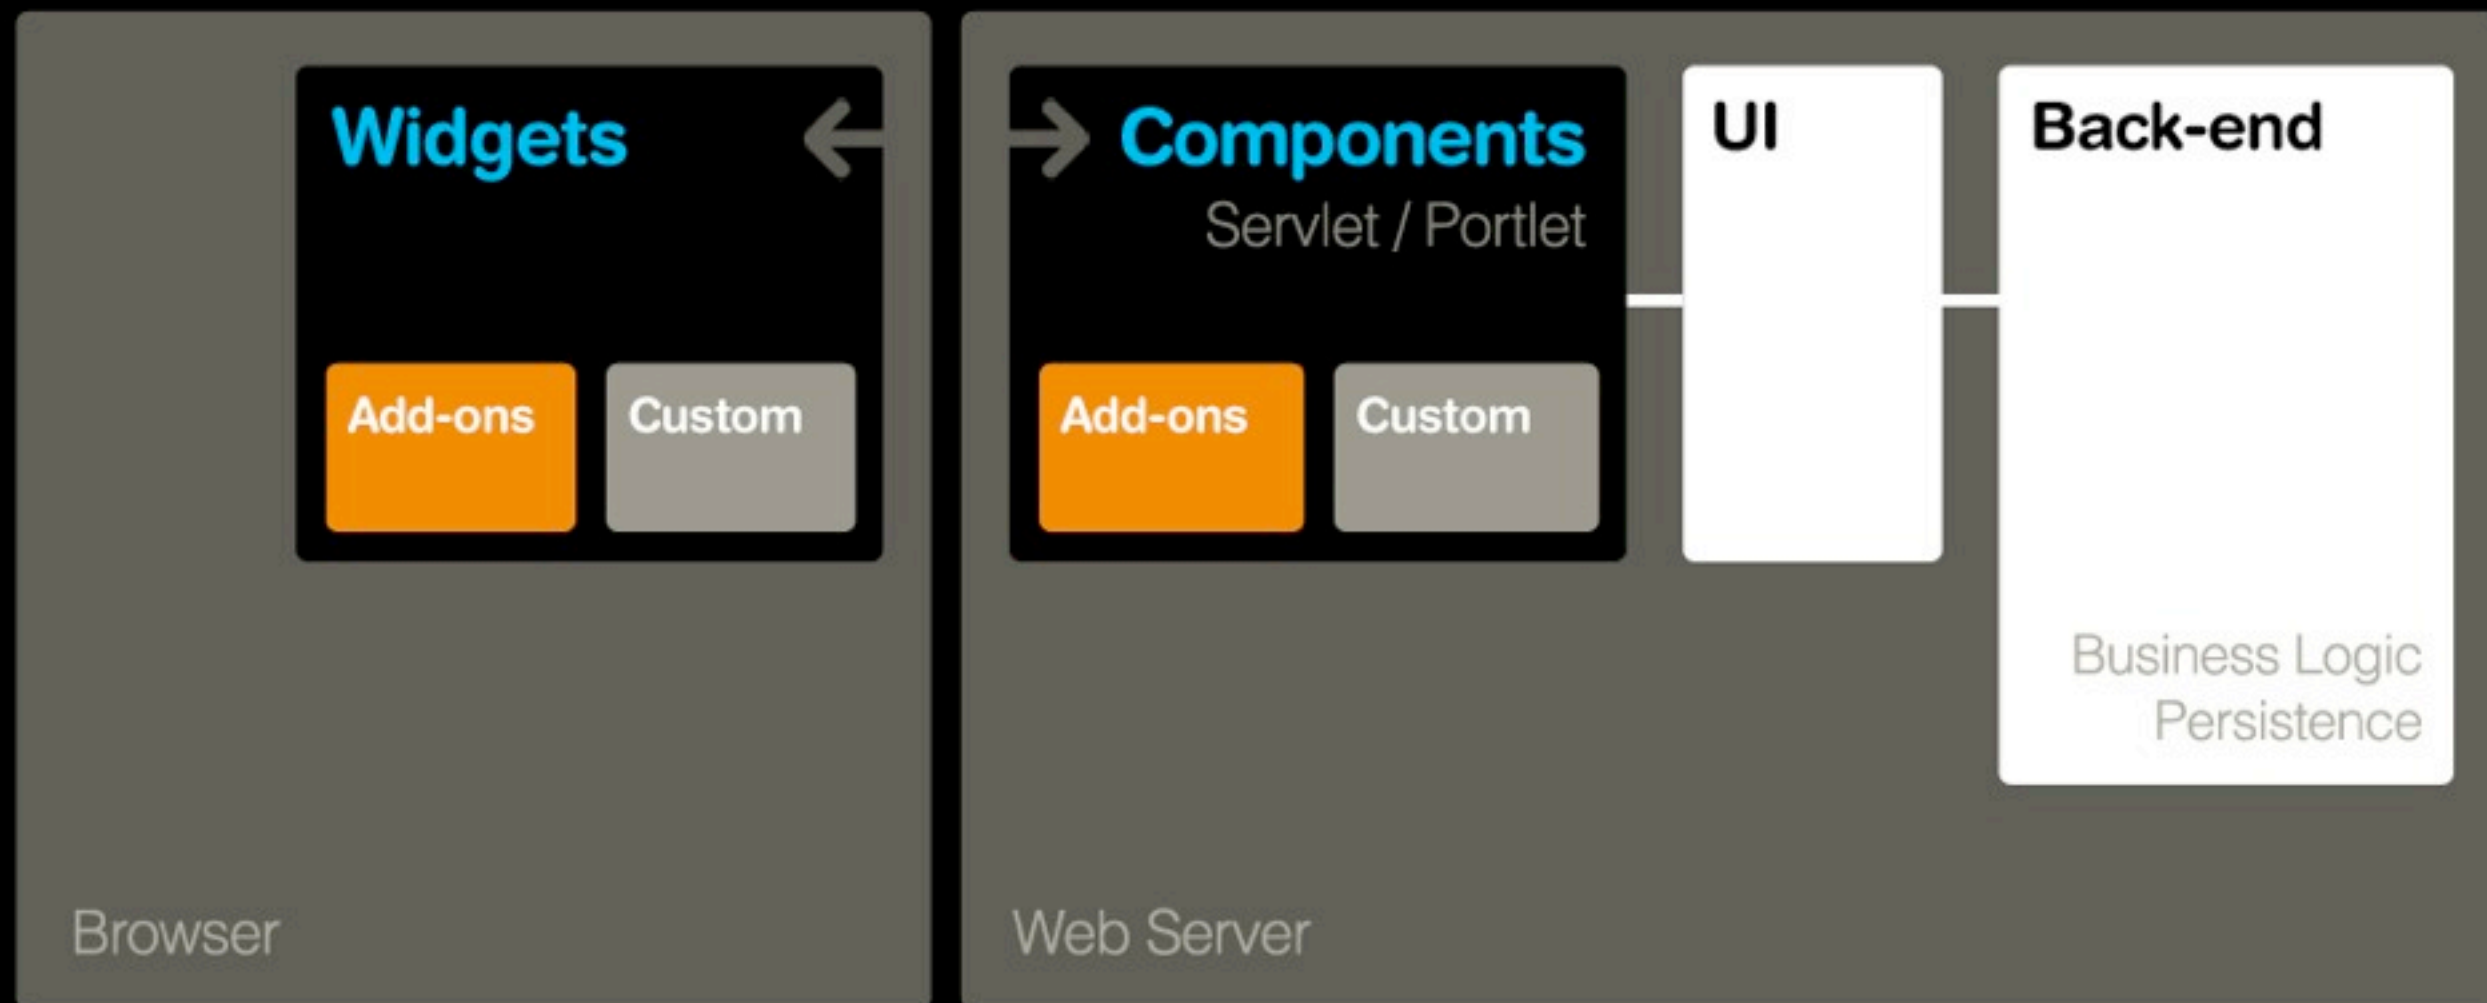 Widgets
Add-ons
Custom
Browser
Components
Servlet / Portlet
Add-ons
Custom
UI
Back-end
Business Logic
Persistence
Web Server